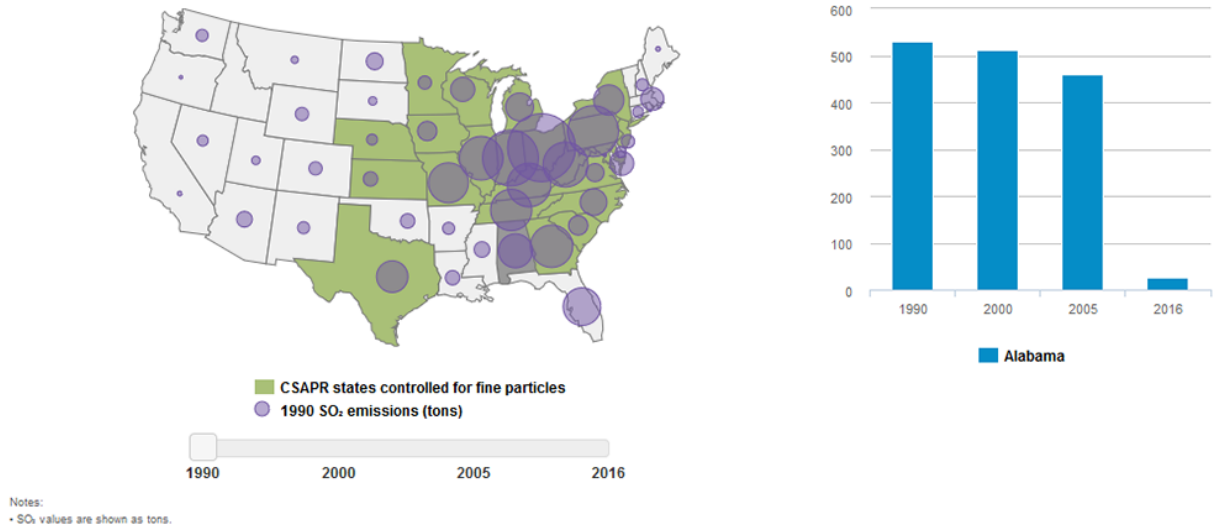 600
500
400
300
200
100
0
1990 2000 2005 2016
Alabama
CSAPR states controlled for fine particles
1990 SO₂ emissions (tons)
1990 2000 2005 2016
Notes:
• SO₂ values are shown as tons.